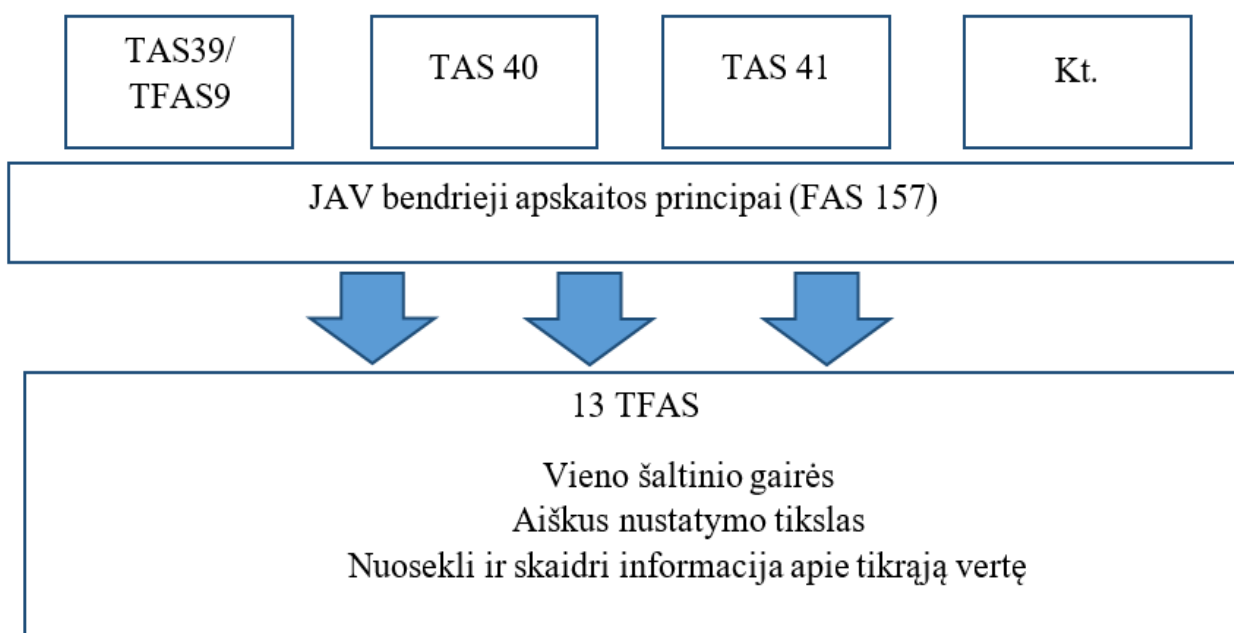 TAS39/
TFAS9
TAS 40
TAS 41
Kt.
JAV bendrieji apskaitos principai (FAS 157)
13 TFAS
Vieno šaltinio gairės
Aiškus nustatymo tikslas
Nuosekli ir skaidri informacija apie tikrąją vertę